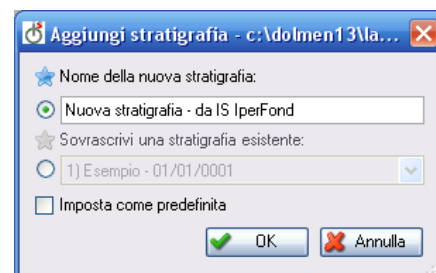 Aggiungi stratigrafia - c:\dolmen13\la...
Nome della nuova stratigrafia:
Nuova stratigrafia - da IS IperFond
Sovrascrivi una stratigrafia esistente:
1) Esempio - 01/01/0001
Imposta come predefinita
OK Annulla